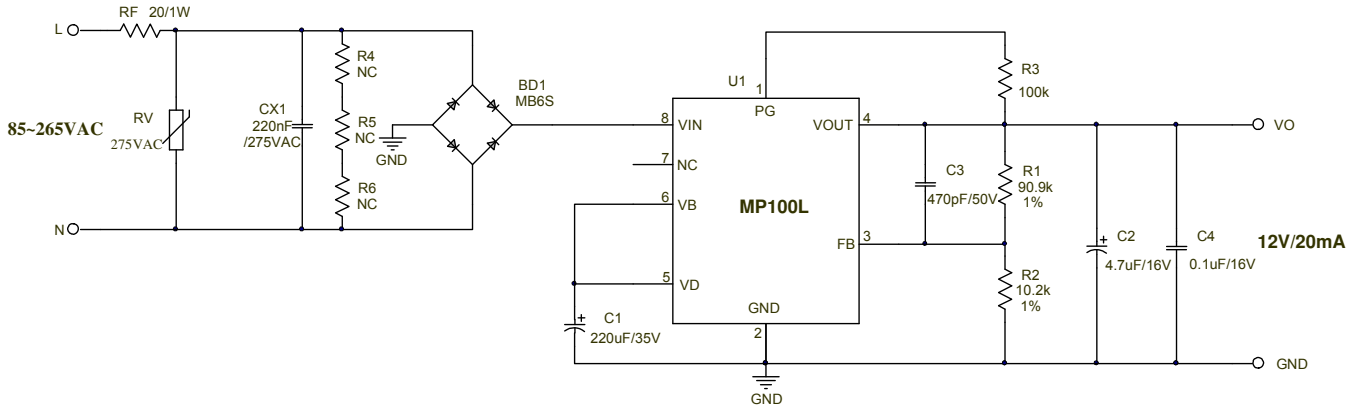 RF 20/1W
L
R4
NC
BD1
MB6S
U1
1
PG
R3
100k
85~265VAC
RV
275VAC
CX1
220nF
/275VAC
R5
NC
GND
8
VIN
VOUT
4
VO
7
NC
R6
NC
C3
470pF/50V
R1
90.9k
1%
6
VB
MP100L
N
FB
3
C2
4.7uF/16V
C4
0.1uF/16V
12V/20mA
5
VD
R2
10.2k
1%
GND
2
C1
220uF/35V
GND
GND